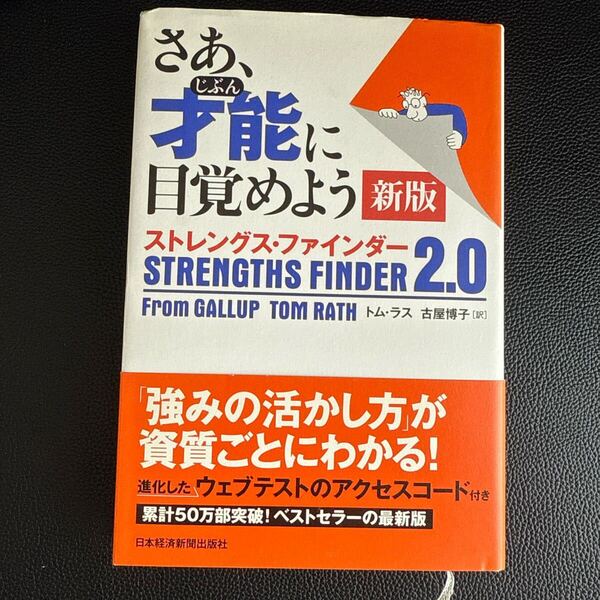 さあ、
じぶん
才能に
目覚めよう 新版
ストレングス・ファインダー
STRENGTHS FINDER 2.0
From GALLUP TOM RATH トム・ラス 古屋博子[訳]
「強みの活かし方」が
資質ごとにわかる!
進化したウェブテストのアクセスコード付き
累計50万部突破!ベストセラーの最新版
日本経済新聞出版社